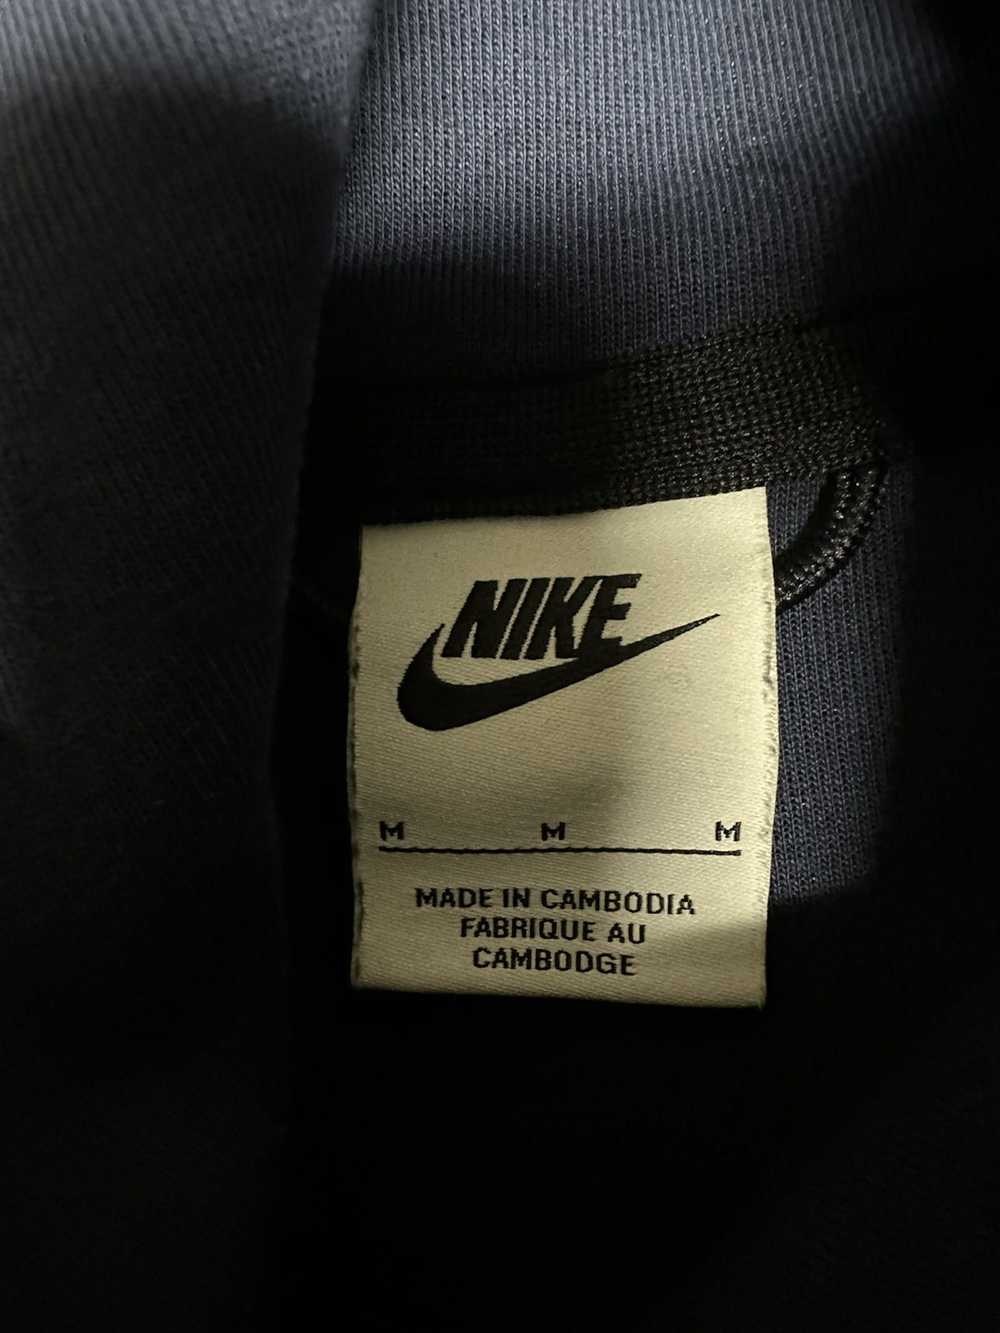 NIKE
M M M
MADE IN CAMBODIA
FABRIQUE AU
CAMBODGE